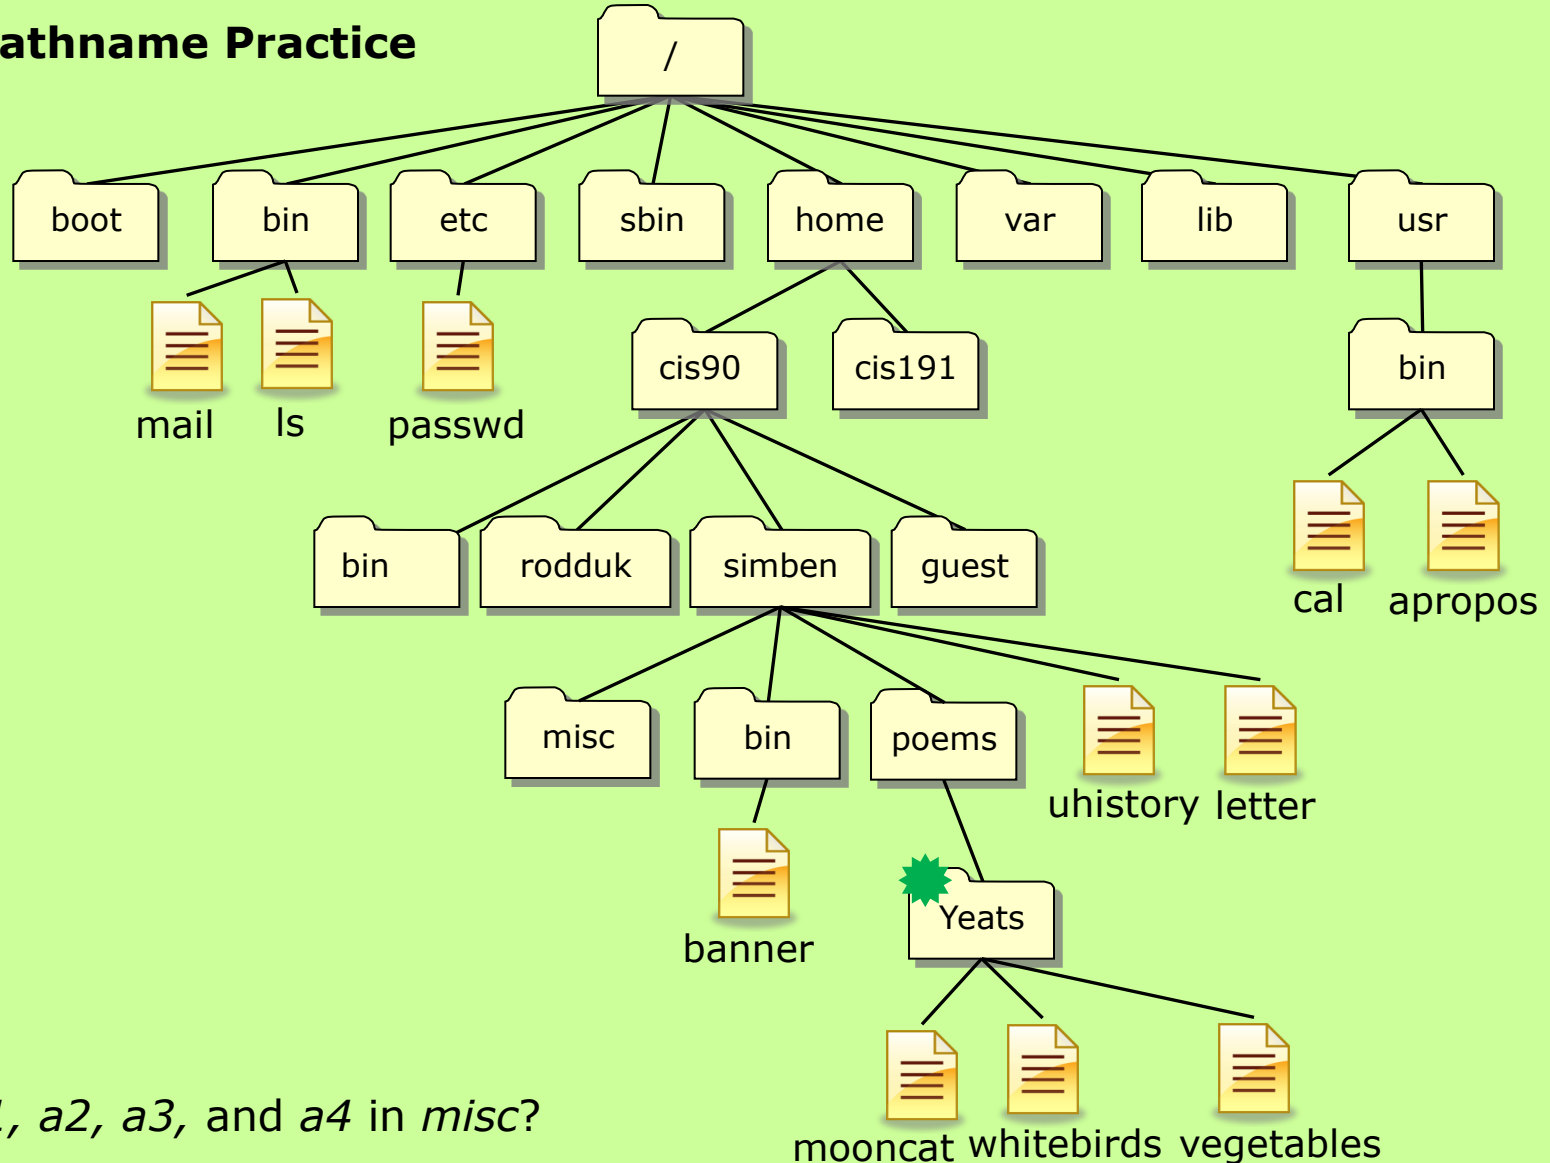 athname Practice
/
boot bin etc sbin home var lib usr
cis90 cis191 bin
mail ls passwd
bin rodduk simben guest
cal apropos
misc bin poems
uhistory letter
banner
Yeats
, a2, a3, and a4 in misc?
mooncat whitebirds vegetables